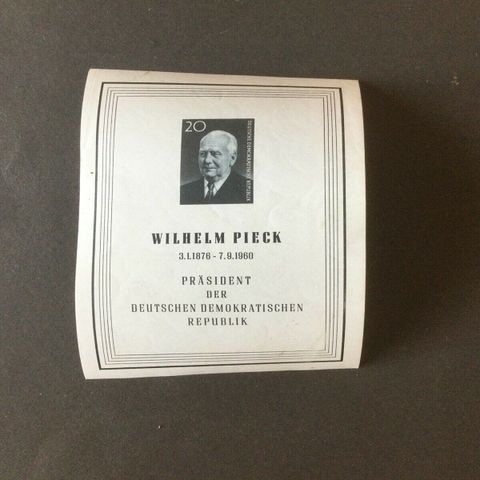 20
DEUTSCHE DEMOKRATISCHE REPUBLIK
WILHELM PIECK
3.1.1876 - 7.9.1960
PRÄSIDENT
DER
DEUTSCHEN DEMOKRATISCHEN
REPUBLIK